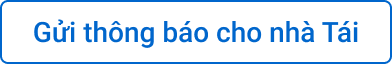 Gửi thông báo cho nhà Tái